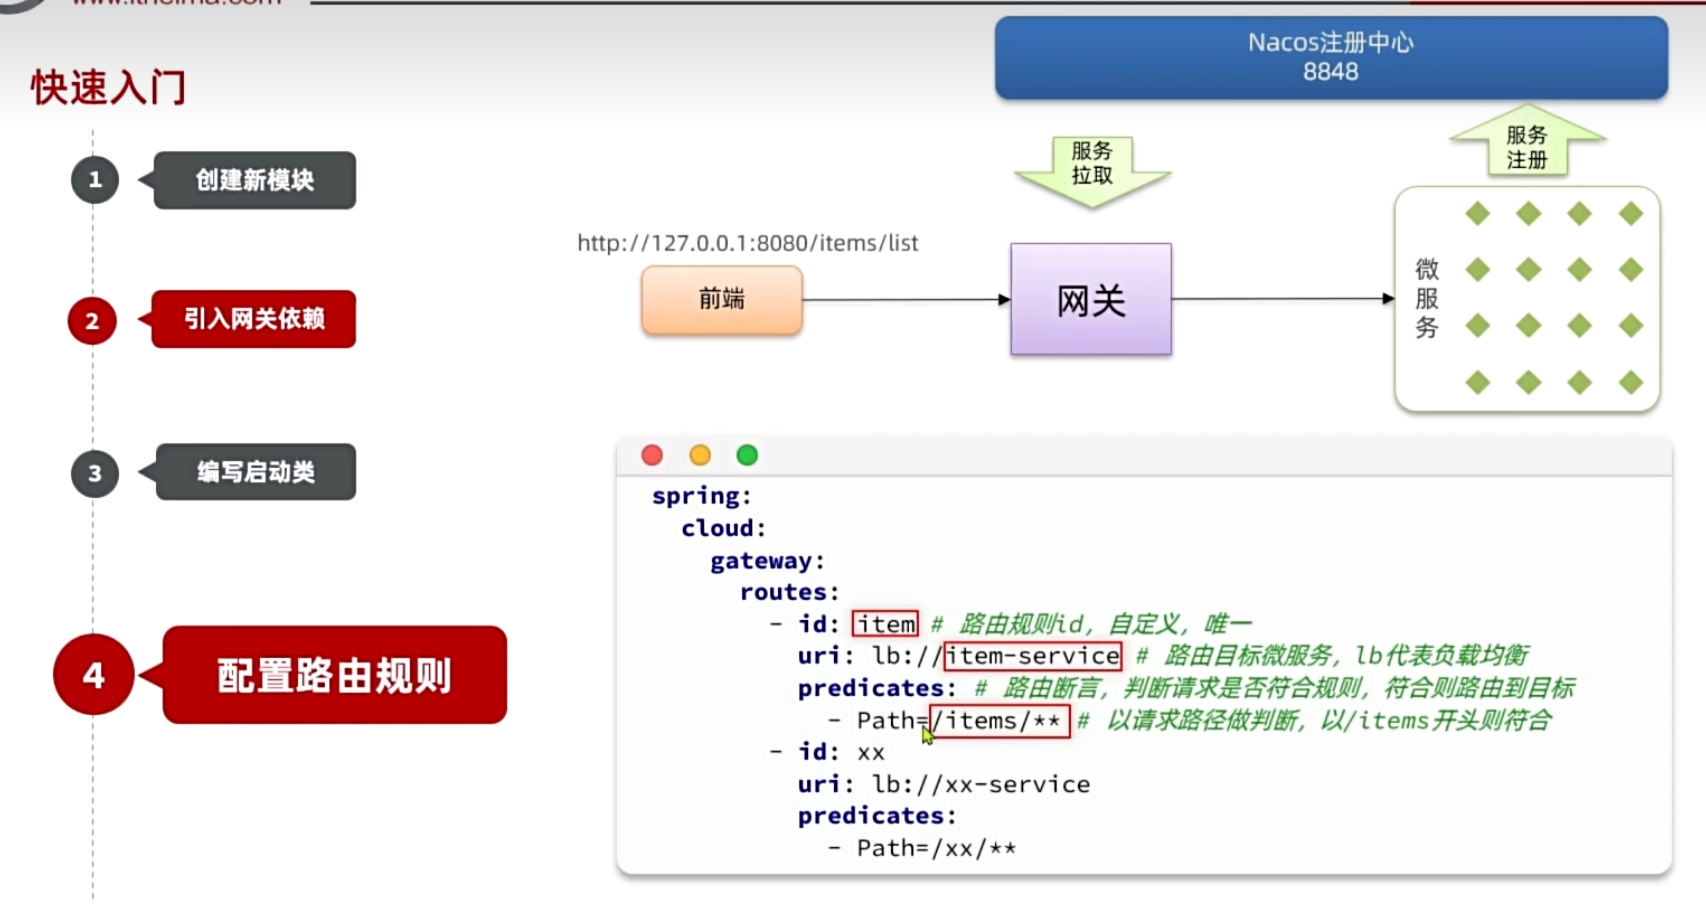 www.itheima.com
Nacos注册中心
8848
快速入门
服务
拉取
服务
注册
1
创建新模块
http://127.0.0.1:8080/items/list
前端
网关
微
服
务
2
引入网关依赖
3
编写启动类
4
配置路由规则
spring:
cloud:
gateway:
routes:
- id: item # 路由规则id，自定义，唯一
uri: lb://item-service # 路由目标微服务，lb代表负载均衡
predicates: # 路由断言，判断请求是否符合规则，符合则路由到目标
- Path=/items/** # 以请求路径做判断，以/items开头则符合
- id: xx
uri: lb://xx-service
predicates:
- Path=/xx/**